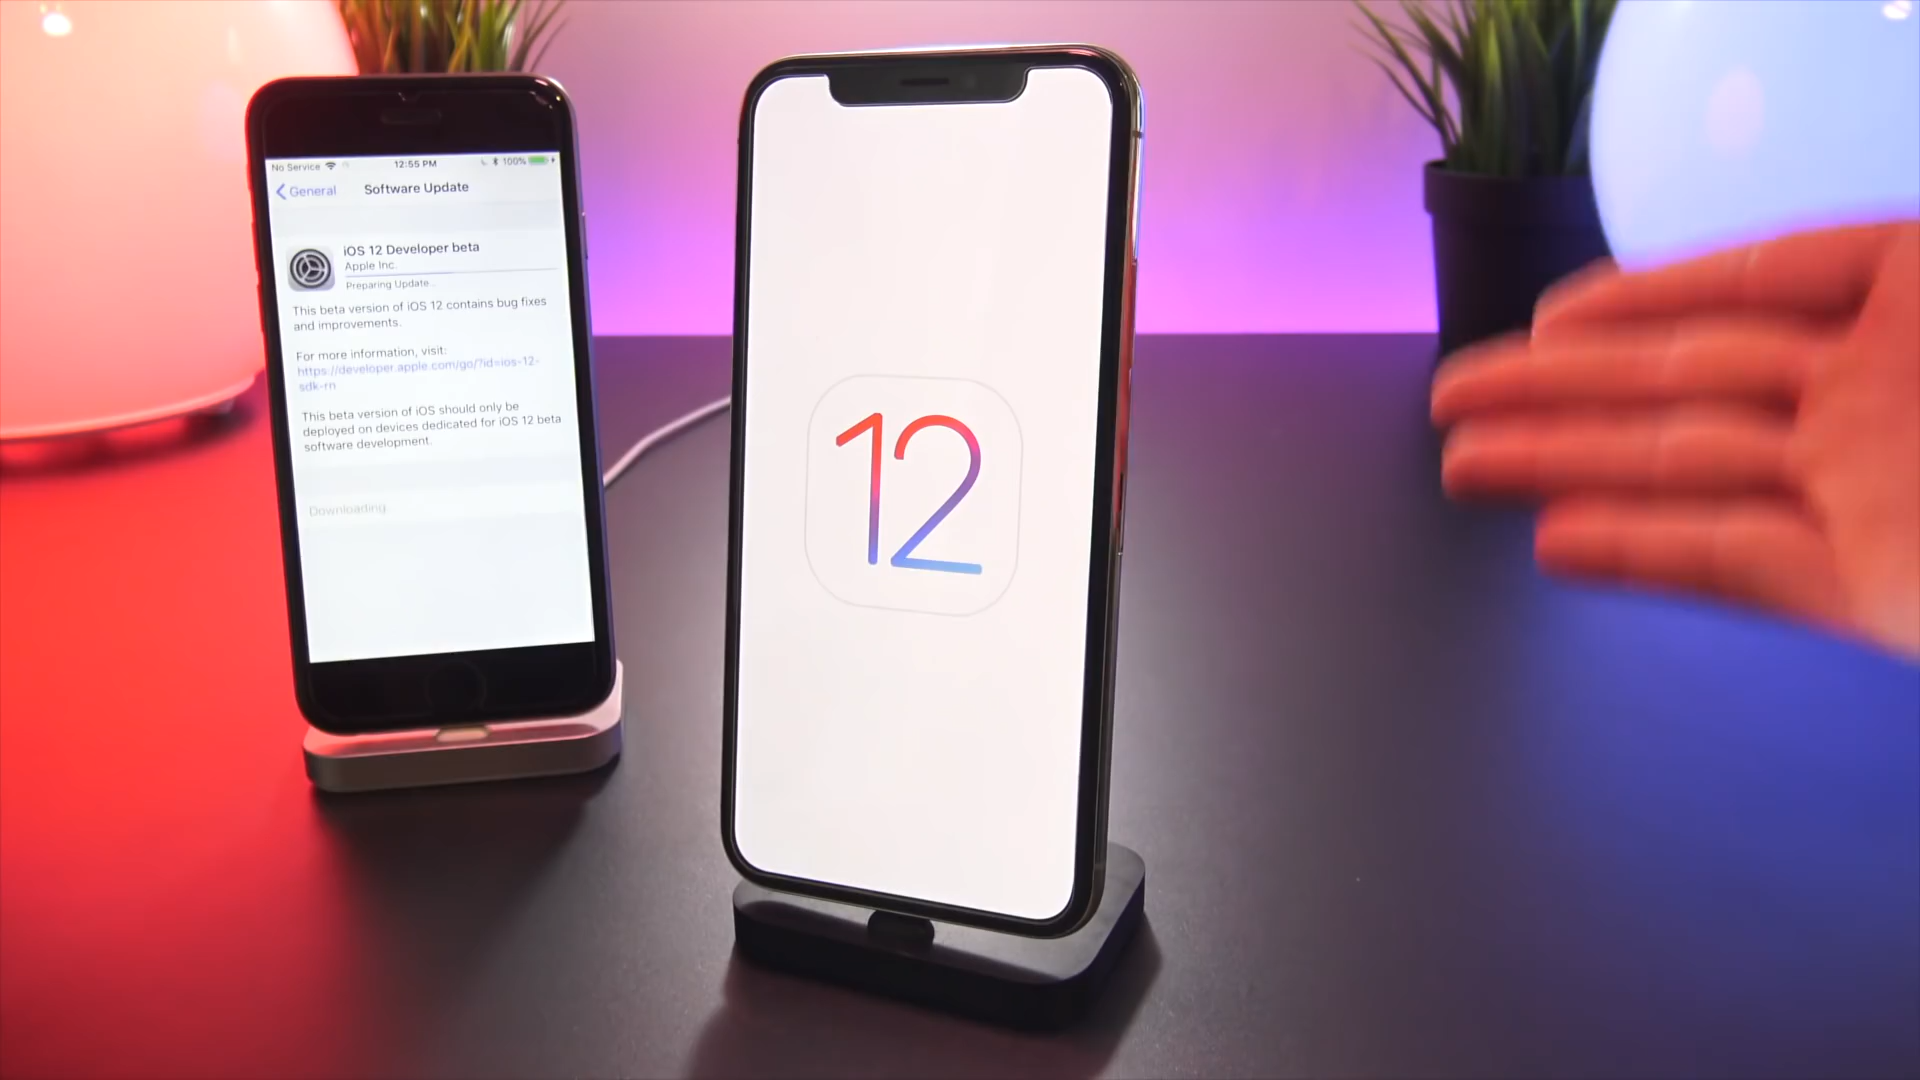 No Service 12:55 PM 100%
General Software Update
iOS 12 Developer beta
Apple Inc.
Preparing Update...
This beta version of iOS 12 contains bug fixes
and improvements.
For more information, visit:
https://developer.apple.com/go/?id=ios-12-
sdk-rn
This beta version of iOS should only be
deployed on devices dedicated for iOS 12 beta
software development.
Downloading
12